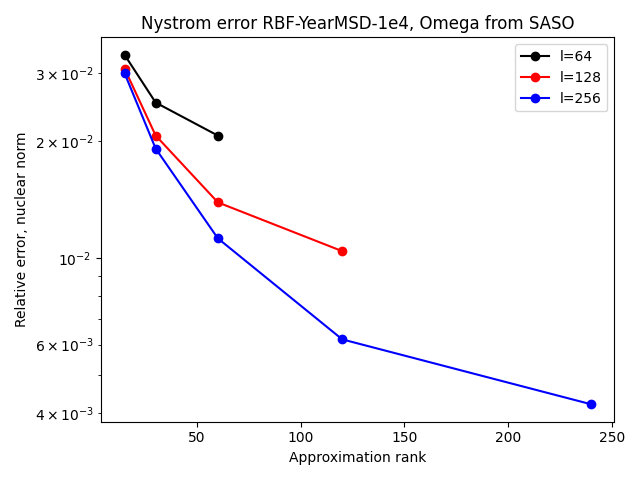 Nystrom error RBF-YearMSD-1e4, Omega from SASO
l=64
l=128
l=256
3 × 10⁻²
2 × 10⁻²
10⁻²
6 × 10⁻³
4 × 10⁻³
Relative error, nuclear norm
50 100 150 200 250
Approximation rank